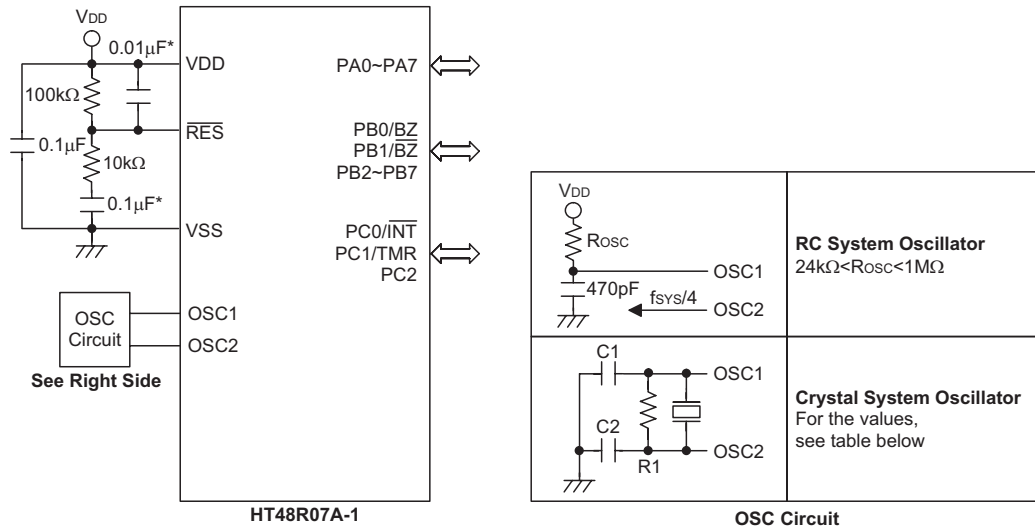 VDD
0.01μF*
VDD
100kΩ
RES
0.1μF
10kΩ
0.1μF*
VSS
OSC
Circuit
See Right Side
OSC1
OSC2
PA0~PA7
PB0/BZ
PB1/BZ
PB2~PB7
PC0/INT
PC1/TMR
PC2
HT48R07A-1
VDD
ROSC
OSC1
470pF
fSYS/4
OSC2
RC System Oscillator
24kΩ<ROSC<1MΩ
C1
OSC1
C2
OSC2
R1
Crystal System Oscillator
For the values,
see table below
OSC Circuit